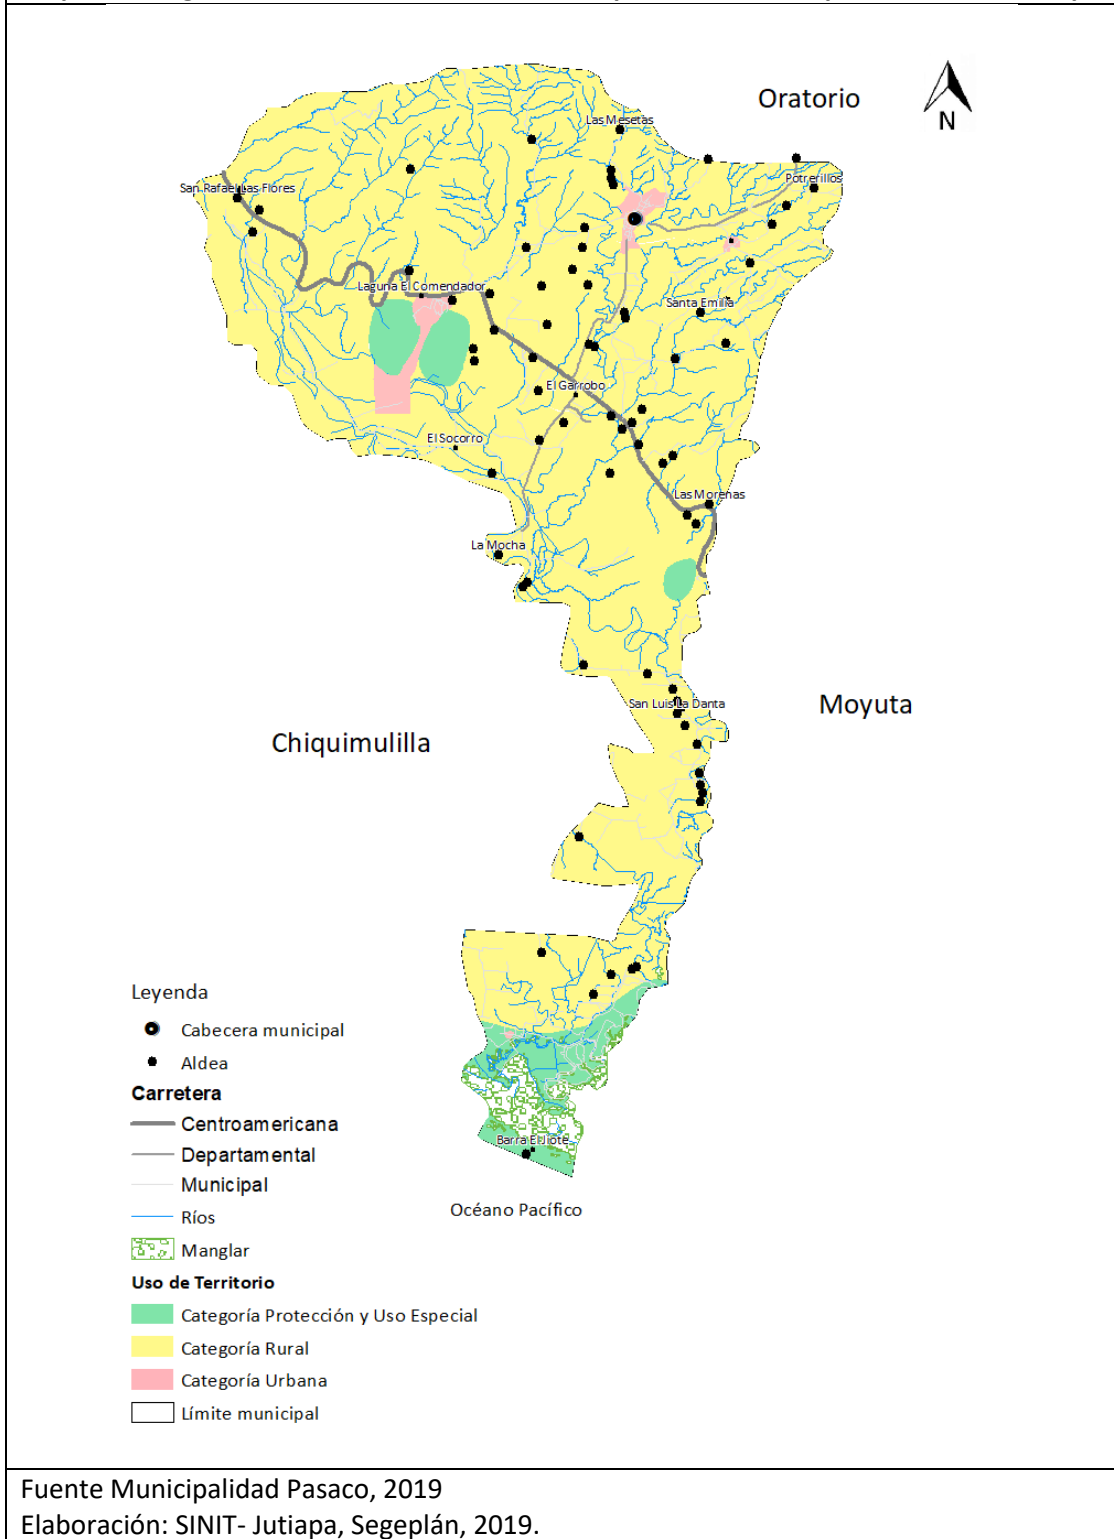 Oratorio
N
Las Mesetas
Potrerillos
San Rafael Las Flores
Laguna El Comendador
Santa Emilia
El Garrobo
El Socorro
Las Morenas
La Mocha
San Luis La Danta
Moyuta
Chiquimulilla
Leyenda
Cabecera municipal
Aldea
Carretera
Centroamericana
Departamental
Municipal
Ríos
Manglar
Barra El Jiote
Océano Pacífico
Uso de Territorio
Categoría Protección y Uso Especial
Categoría Rural
Categoría Urbana
Límite municipal
Fuente Municipalidad Pasaco, 2019
Elaboración: SINIT- Jutiapa, Segeplán, 2019.